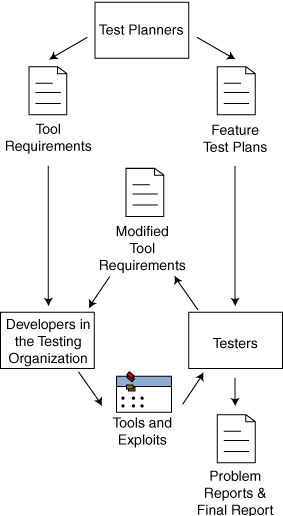 Test Planners
Tool
Requirements
Feature
Test Plans
Modified
Tool
Requirements
Developers in
the Testing
Organization
Testers
Tools and
Exploits
Problem
Reports &
Final Report